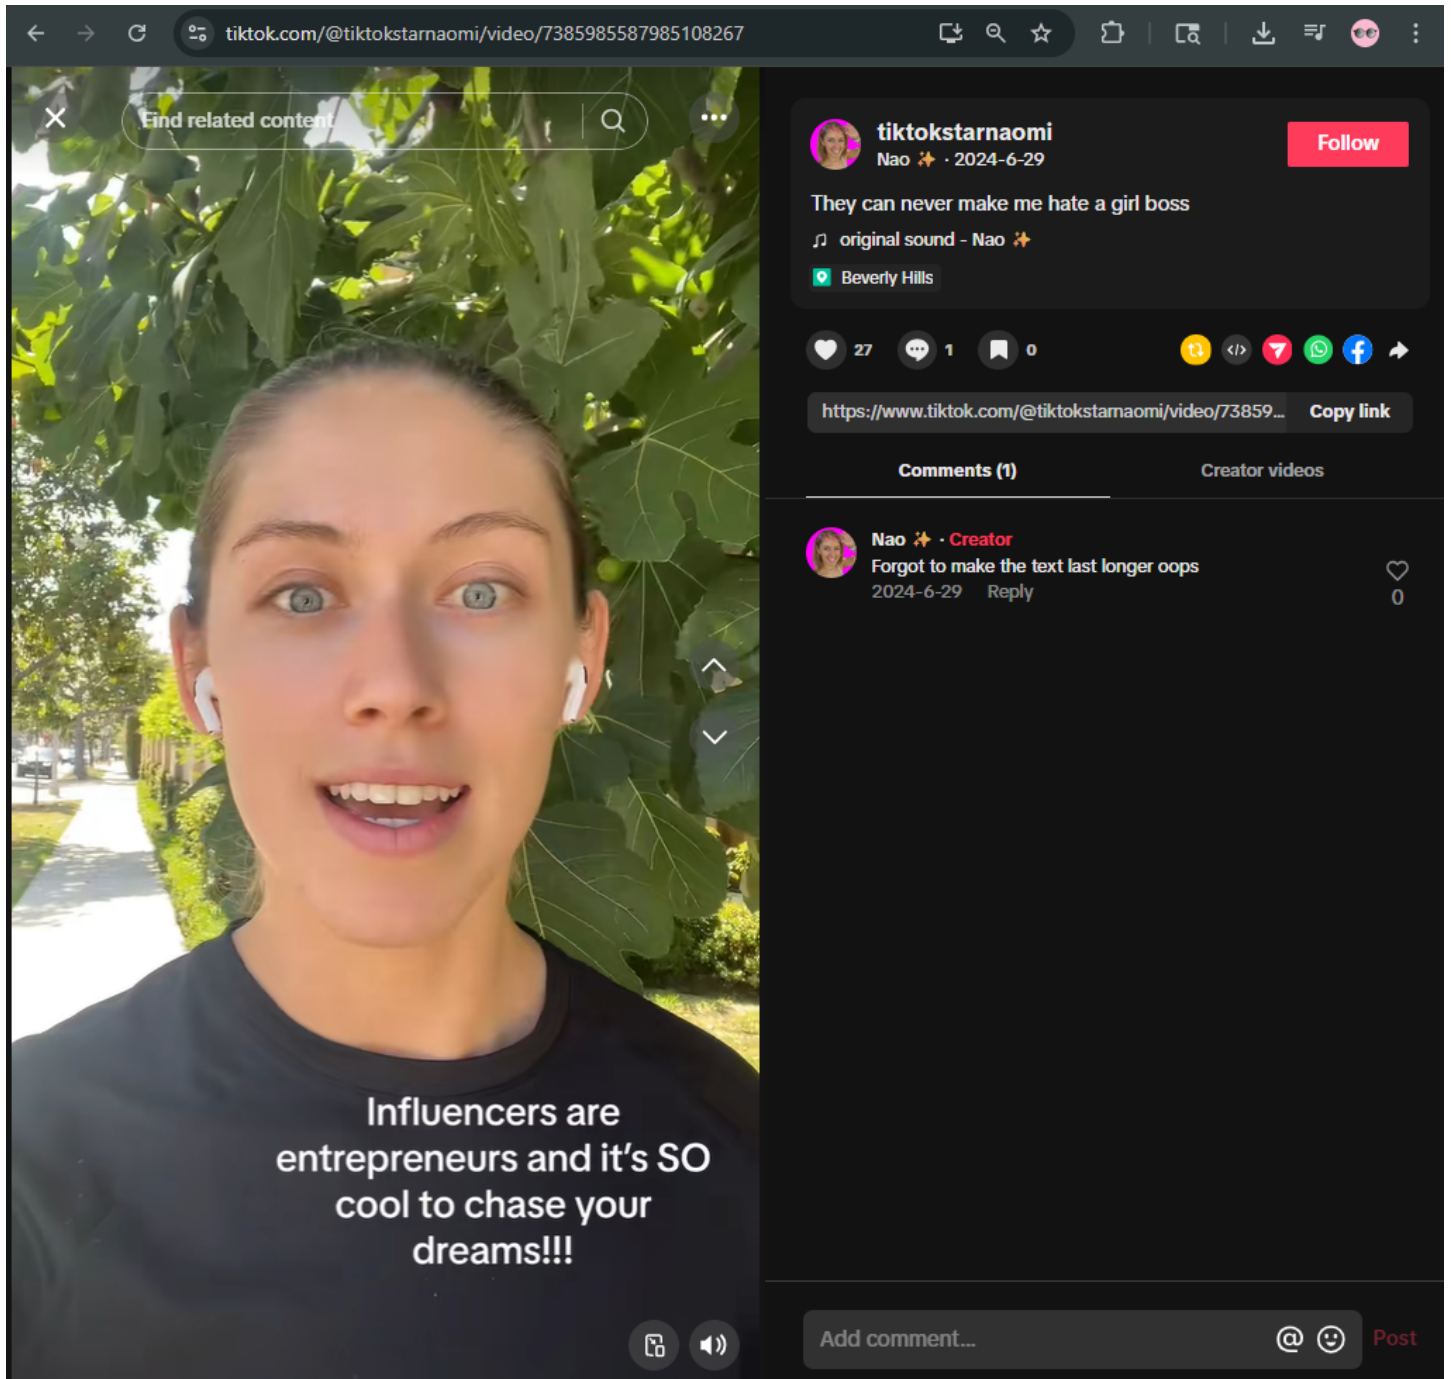 tiktok.com/@tiktokstarnaomi/video/7385985587985108267
Find related content
Influencers are
entrepreneurs and it's SO
cool to chase your
dreams!!!
tiktokstarnaomi
Nao ✨ · 2024-6-29
Follow
They can never make me hate a girl boss
♫ original sound - Nao ✨
Beverly Hills
27
1
0
https://www.tiktok.com/@tiktokstarnaomi/video/73859...
Copy link
Comments (1)
Creator videos
Nao ✨ · Creator
Forgot to make the text last longer oops
2024-6-29 Reply
0
Add comment...
@
Post